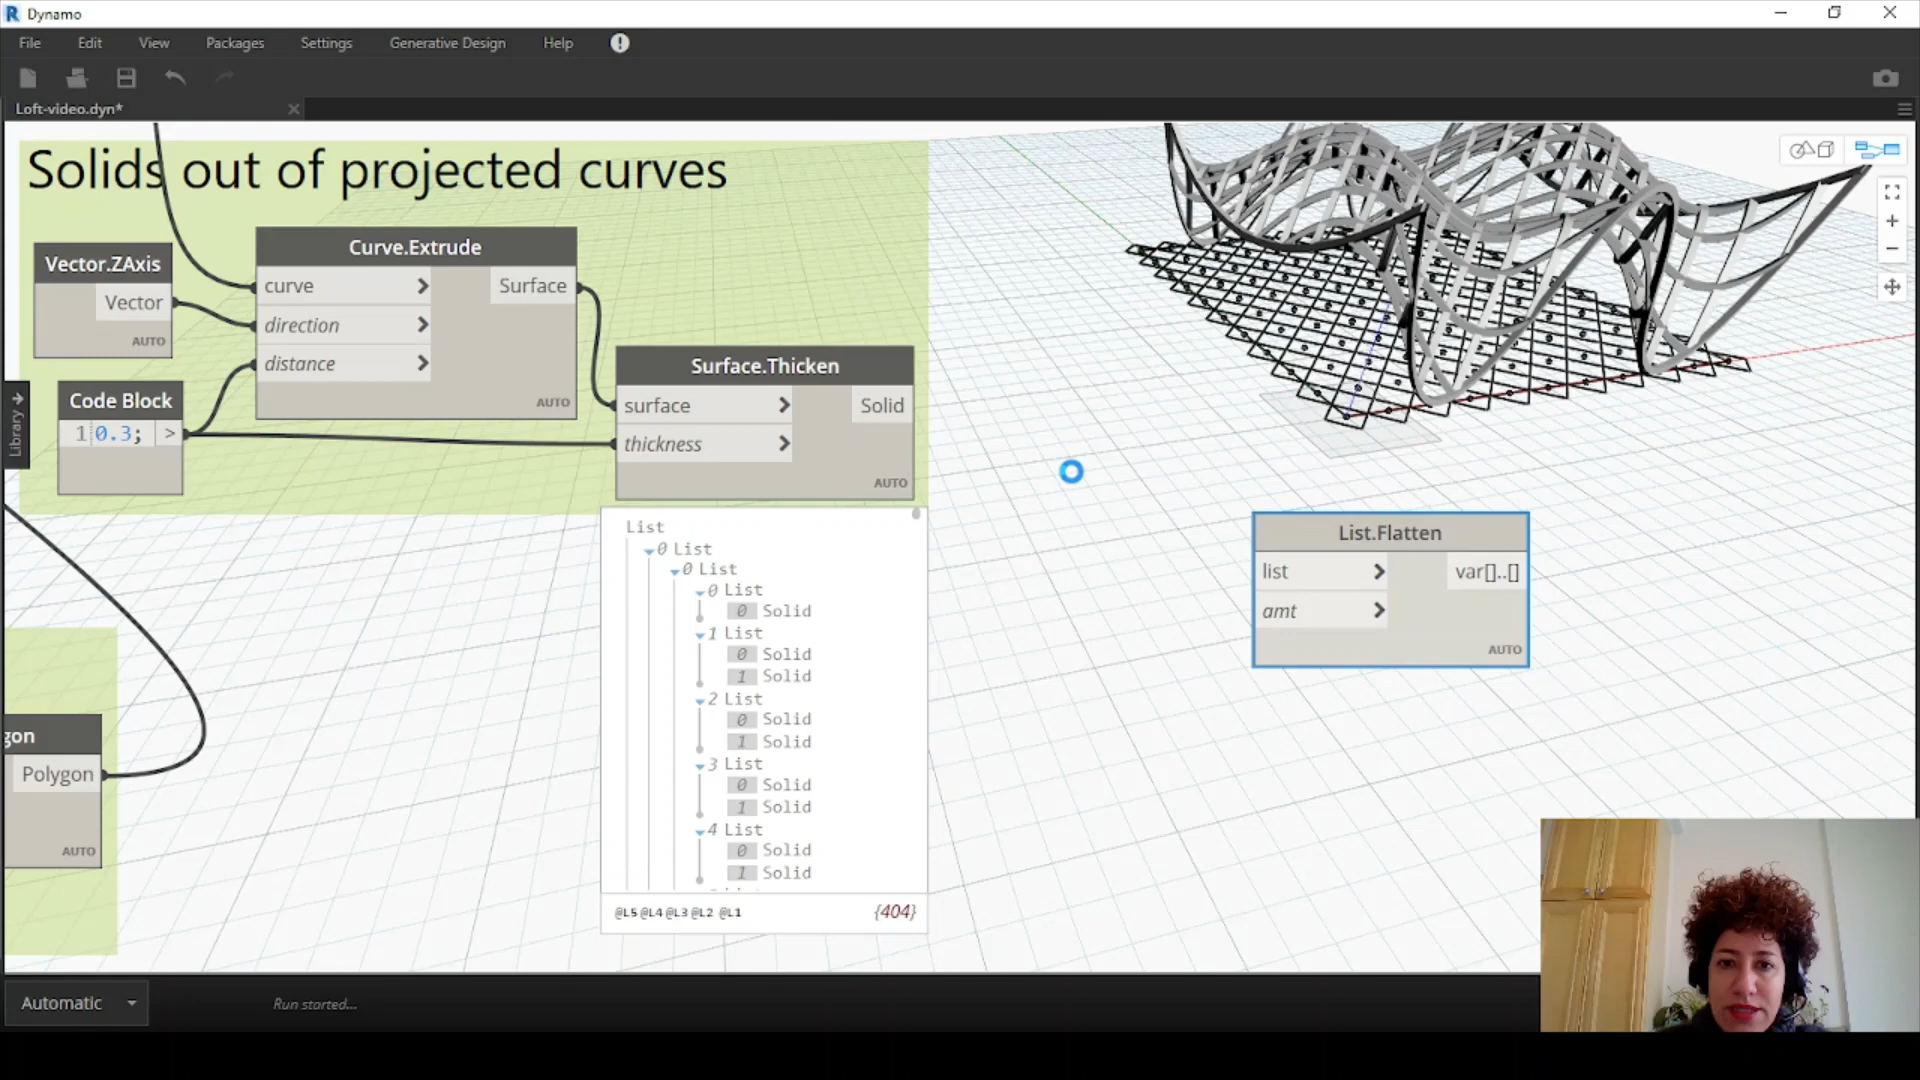 Dynamo
File Edit View Packages Settings Generative Design Help
Loft-video.dyn*
Solids out of projected curves
Vector.ZAxis
Vector
AUTO
Curve.Extrude
curve > Surface
direction >
distance >
AUTO
Code Block
1 0.3; >
Surface.Thicken
surface > Solid
thickness >
AUTO
Library
List
0 List
0 List
0 List
0 Solid
1 List
0 Solid
1 Solid
2 List
0 Solid
1 Solid
3 List
0 Solid
1 Solid
4 List
0 Solid
1 Solid
@L5 @L4 @L3 @L2 @L1 {404}
List.Flatten
list > var[]..[]
amt >
AUTO
gon
Polygon
AUTO
Automatic
Run started...